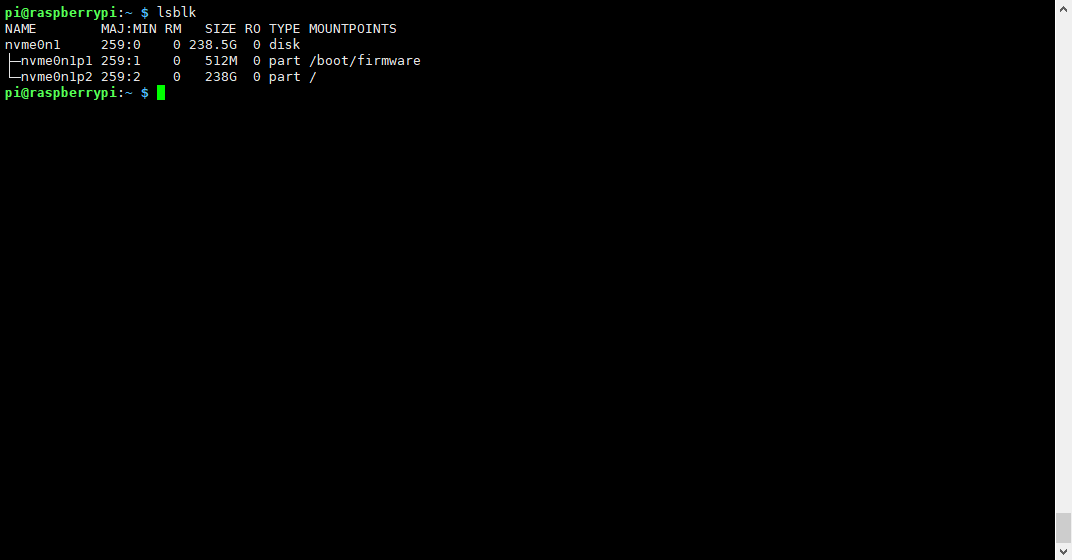 pi@raspberrypi:~ $ lsblk
NAME        MAJ:MIN RM   SIZE RO TYPE MOUNTPOINTS
nvme0n1     259:0    0 238.5G  0 disk
├─nvme0n1p1 259:1    0   512M  0 part /boot/firmware
└─nvme0n1p2 259:2    0   238G  0 part /
pi@raspberrypi:~ $